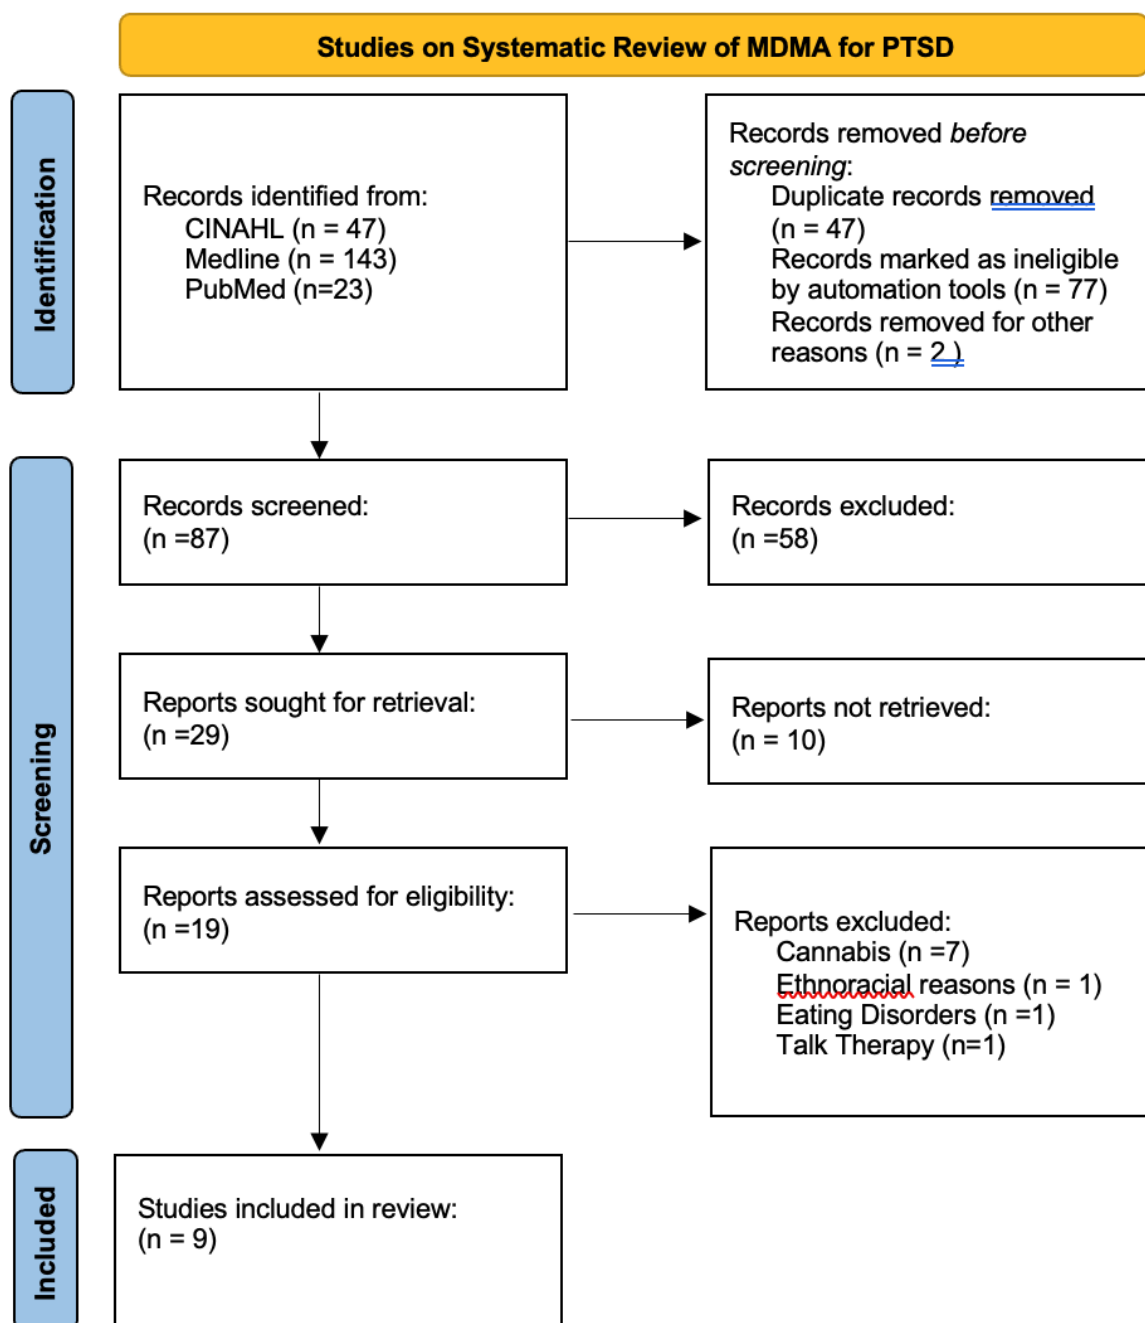 Studies on Systematic Review of MDMA for PTSD
Identification
Records identified from:
CINAHL (n = 47)
Medline (n = 143)
PubMed (n=23)
Records removed before
screening:
Duplicate records removed
(n = 47)
Records marked as ineligible
by automation tools (n = 77)
Records removed for other
reasons (n = 2 )
Screening
Records screened:
(n =87)
Records excluded:
(n =58)
Reports sought for retrieval:
(n =29)
Reports not retrieved:
(n = 10)
Reports assessed for eligibility:
(n =19)
Reports excluded:
Cannabis (n =7)
Ethnoracial reasons (n = 1)
Eating Disorders (n =1)
Talk Therapy (n=1)
Included
Studies included in review:
(n = 9)